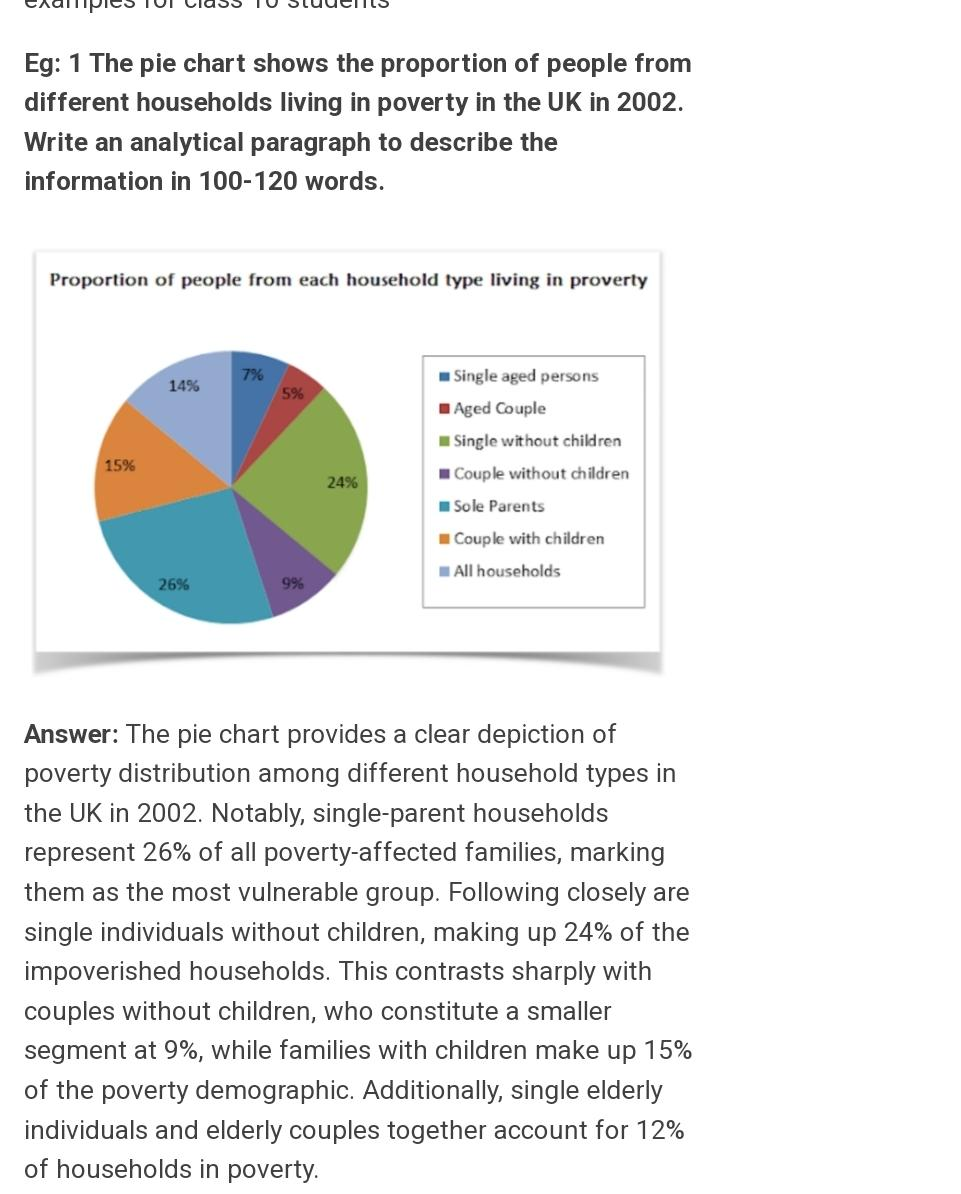 examples for class 10 students
Eg: 1 The pie chart shows the proportion of people from
different households living in poverty in the UK in 2002.
Write an analytical paragraph to describe the
information in 100-120 words.
Proportion of people from each household type living in proverty
7%
14%
5%
15%
24%
26%
9%
Single aged persons
Aged Couple
Single without children
Couple without children
Sole Parents
Couple with children
All households
Answer: The pie chart provides a clear depiction of
poverty distribution among different household types in
the UK in 2002. Notably, single-parent households
represent 26% of all poverty-affected families, marking
them as the most vulnerable group. Following closely are
single individuals without children, making up 24% of the
impoverished households. This contrasts sharply with
couples without children, who constitute a smaller
segment at 9%, while families with children make up 15%
of the poverty demographic. Additionally, single elderly
individuals and elderly couples together account for 12%
of households in poverty.